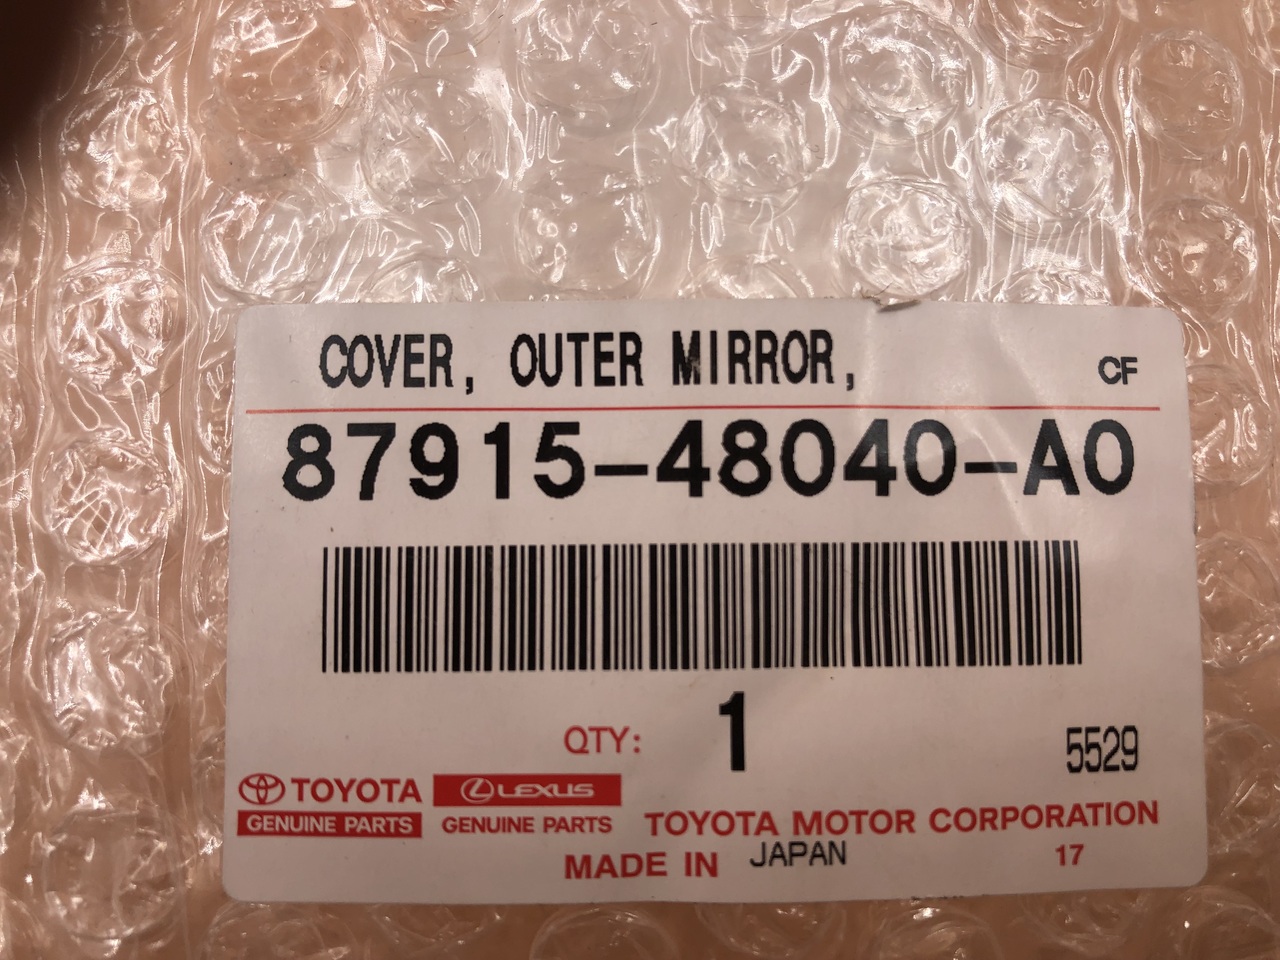 COVER, OUTER MIRROR,
CF
87915-48040-A0
QTY: 1
5529
TOYOTA
GENUINE PARTS
LEXUS
GENUINE PARTS
TOYOTA MOTOR CORPORATION
MADE IN JAPAN
17